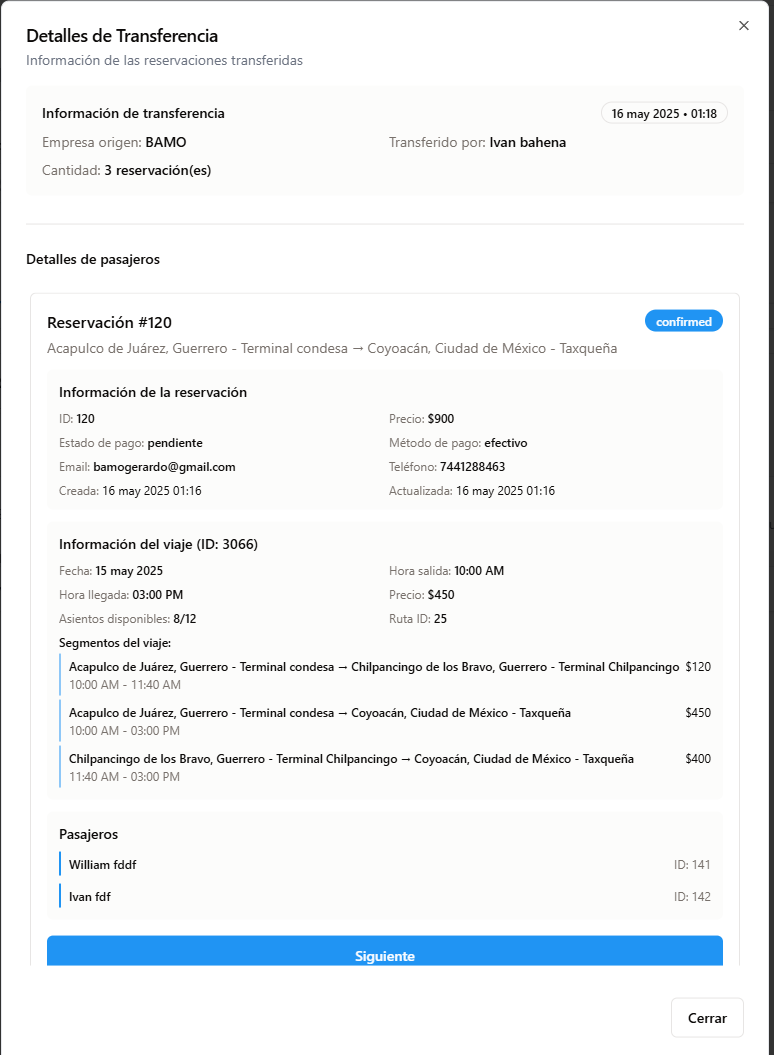 Detalles de Transferencia
Información de las reservaciones transferidas
Información de transferencia
16 may 2025 • 01:18
Empresa origen: BAMO
Transferido por: Ivan bahena
Cantidad: 3 reservación(es)
Detalles de pasajeros
Reservación #120
confirmed
Acapulco de Juárez, Guerrero - Terminal condesa → Coyoacán, Ciudad de México - Taxqueña
Información de la reservación
ID: 120
Precio: $900
Estado de pago: pendiente
Método de pago: efectivo
Email: bamogerardo@gmail.com
Teléfono: 7441288463
Creada: 16 may 2025 01:16
Actualizada: 16 may 2025 01:16
Información del viaje (ID: 3066)
Fecha: 15 may 2025
Hora salida: 10:00 AM
Hora llegada: 03:00 PM
Precio: $450
Asientos disponibles: 8/12
Ruta ID: 25
Segmentos del viaje:
Acapulco de Juárez, Guerrero - Terminal condesa → Chilpancingo de los Bravo, Guerrero - Terminal Chilpancingo $120
10:00 AM - 11:40 AM
Acapulco de Juárez, Guerrero - Terminal condesa → Coyoacán, Ciudad de México - Taxqueña $450
10:00 AM - 03:00 PM
Chilpancingo de los Bravo, Guerrero - Terminal Chilpancingo → Coyoacán, Ciudad de México - Taxqueña $400
11:40 AM - 03:00 PM
Pasajeros
William fddf ID: 141
Ivan fdf ID: 142
Siguiente
Cerrar